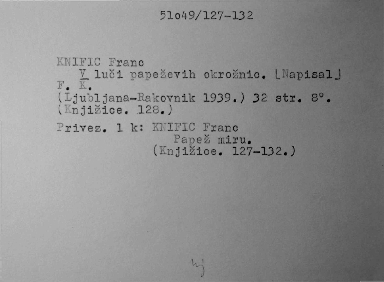 51o49/127-132
KNIFIC Franc
V luči papeževih okrožnic. [Napisal]
F. K.
(Ljubljana-Rakovnik 1939.) 32 str. 8°.
(Knjižice. 128.)
Privez. 1 k: KNIFIC Franc
Papež miru.
(Knjižice. 127-132.)